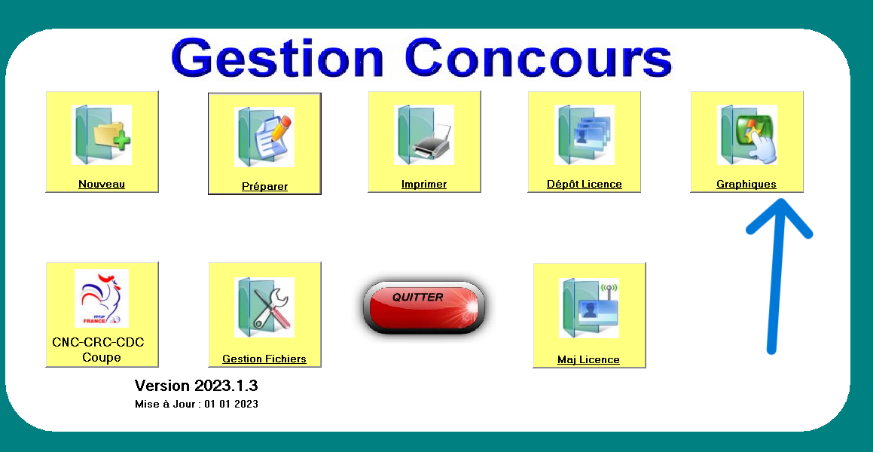 Gestion Concours
Nouveau
Préparer
Imprimer
Dépôt Licence
Graphiques
FRANCE
CNC-CRC-CDC
Coupe
Gestion Fichiers
QUITTER
Maj Licence
Version 2023.1.3
Mise à Jour : 01 01 2023